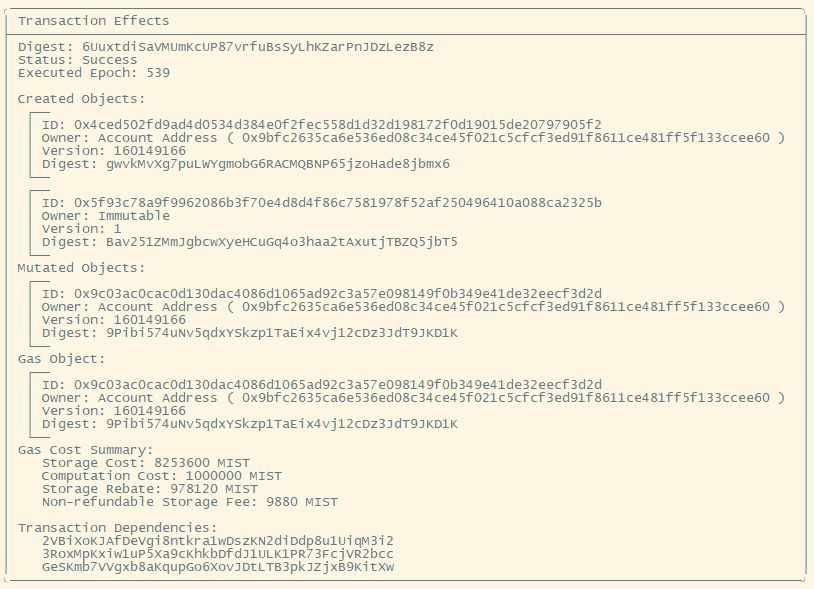 Transaction Effects
Digest: 6UuxtdiSaVMUmKcUP87vrfuBsSyLhKZarPnJDzLezB8z
Status: Success
Executed Epoch: 539
Created Objects:
ID: 0x4ced502fd9ad4d0534d384e0f2fec558d1d32d198172f0d19015de20797905f2
Owner: Account Address ( 0x9bfc2635ca6e536ed08c34ce45f021c5cfcf3ed91f8611ce481ff5f133ccee60 )
Version: 160149166
Digest: gwvkMvXg7puLWYgmobG6RACMQBNP65jzoHade8jbmx6
ID: 0x5f93c78a9f9962086b3f70e4d8d4f86c7581978f52af250496410a088ca2325b
Owner: Immutable
Version: 1
Digest: Bav251ZMmJgbcwXyeHCuGq4o3haa2tAxutjTBZQ5jbT5
Mutated Objects:
ID: 0x9c03ac0cac0d130dac4086d1065ad92c3a57e098149f0b349e41de32eecf3d2d
Owner: Account Address ( 0x9bfc2635ca6e536ed08c34ce45f021c5cfcf3ed91f8611ce481ff5f133ccee60 )
Version: 160149166
Digest: 9Pibi574uNv5qdxYSkzp1TaEix4vj12cDz3JdT9JKD1K
Gas Object:
ID: 0x9c03ac0cac0d130dac4086d1065ad92c3a57e098149f0b349e41de32eecf3d2d
Owner: Account Address ( 0x9bfc2635ca6e536ed08c34ce45f021c5cfcf3ed91f8611ce481ff5f133ccee60 )
Version: 160149166
Digest: 9Pibi574uNv5qdxYSkzp1TaEix4vj12cDz3JdT9JKD1K
Gas Cost Summary:
Storage Cost: 8253600 MIST
Computation Cost: 1000000 MIST
Storage Rebate: 978120 MIST
Non-refundable Storage Fee: 9880 MIST
Transaction Dependencies:
2VBiXoKJAfDeVgi8ntkra1wDszKN2diDdp8u1UiqM3i2
3RoxMpKxiw1uP5Xa9cKhkbDfdJ1ULK1PR73FcjVR2bcc
GeSKmb7VVgxb8aKqupGo6XovJDtLTB3pkJZjxB9KitXw